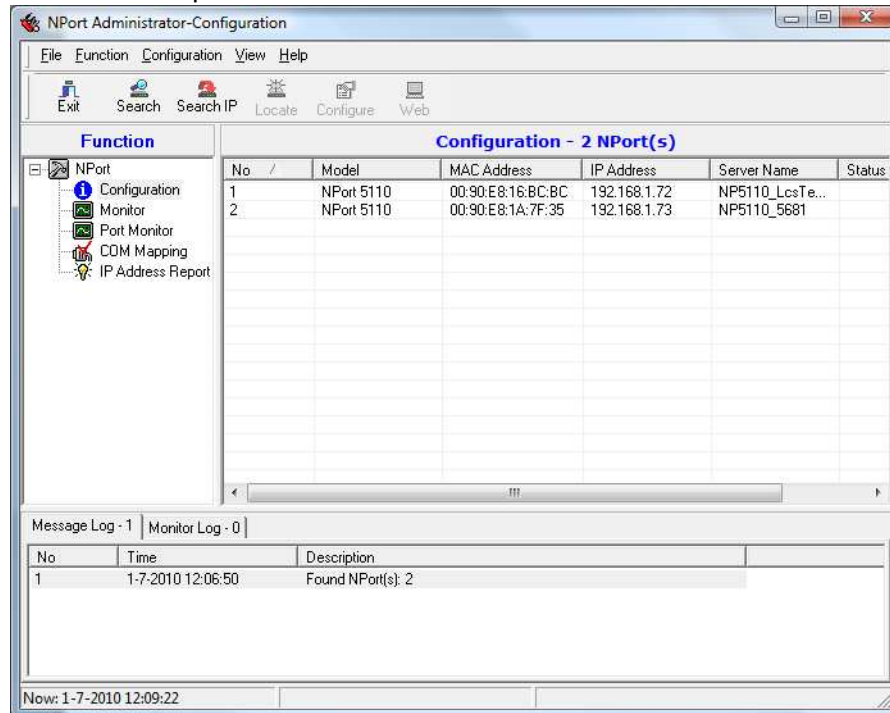 NPort Administrator-Configuration
File Function Configuration View Help
Exit Search Search IP Locate Configure Web
Function
Configuration - 2 NPort(s)
NPort
Configuration
Monitor
Port Monitor
COM Mapping
IP Address Report
No / Model MAC Address IP Address Server Name Status
1 NPort 5110 00:90:E8:16:BC:BC 192.168.1.72 NP5110_LcsTe...
2 NPort 5110 00:90:E8:1A:7F:35 192.168.1.73 NP5110_5681
Message Log - 1 Monitor Log - 0
No Time Description
1 1-7-2010 12:06:50 Found NPort(s): 2
Now: 1-7-2010 12:09:22